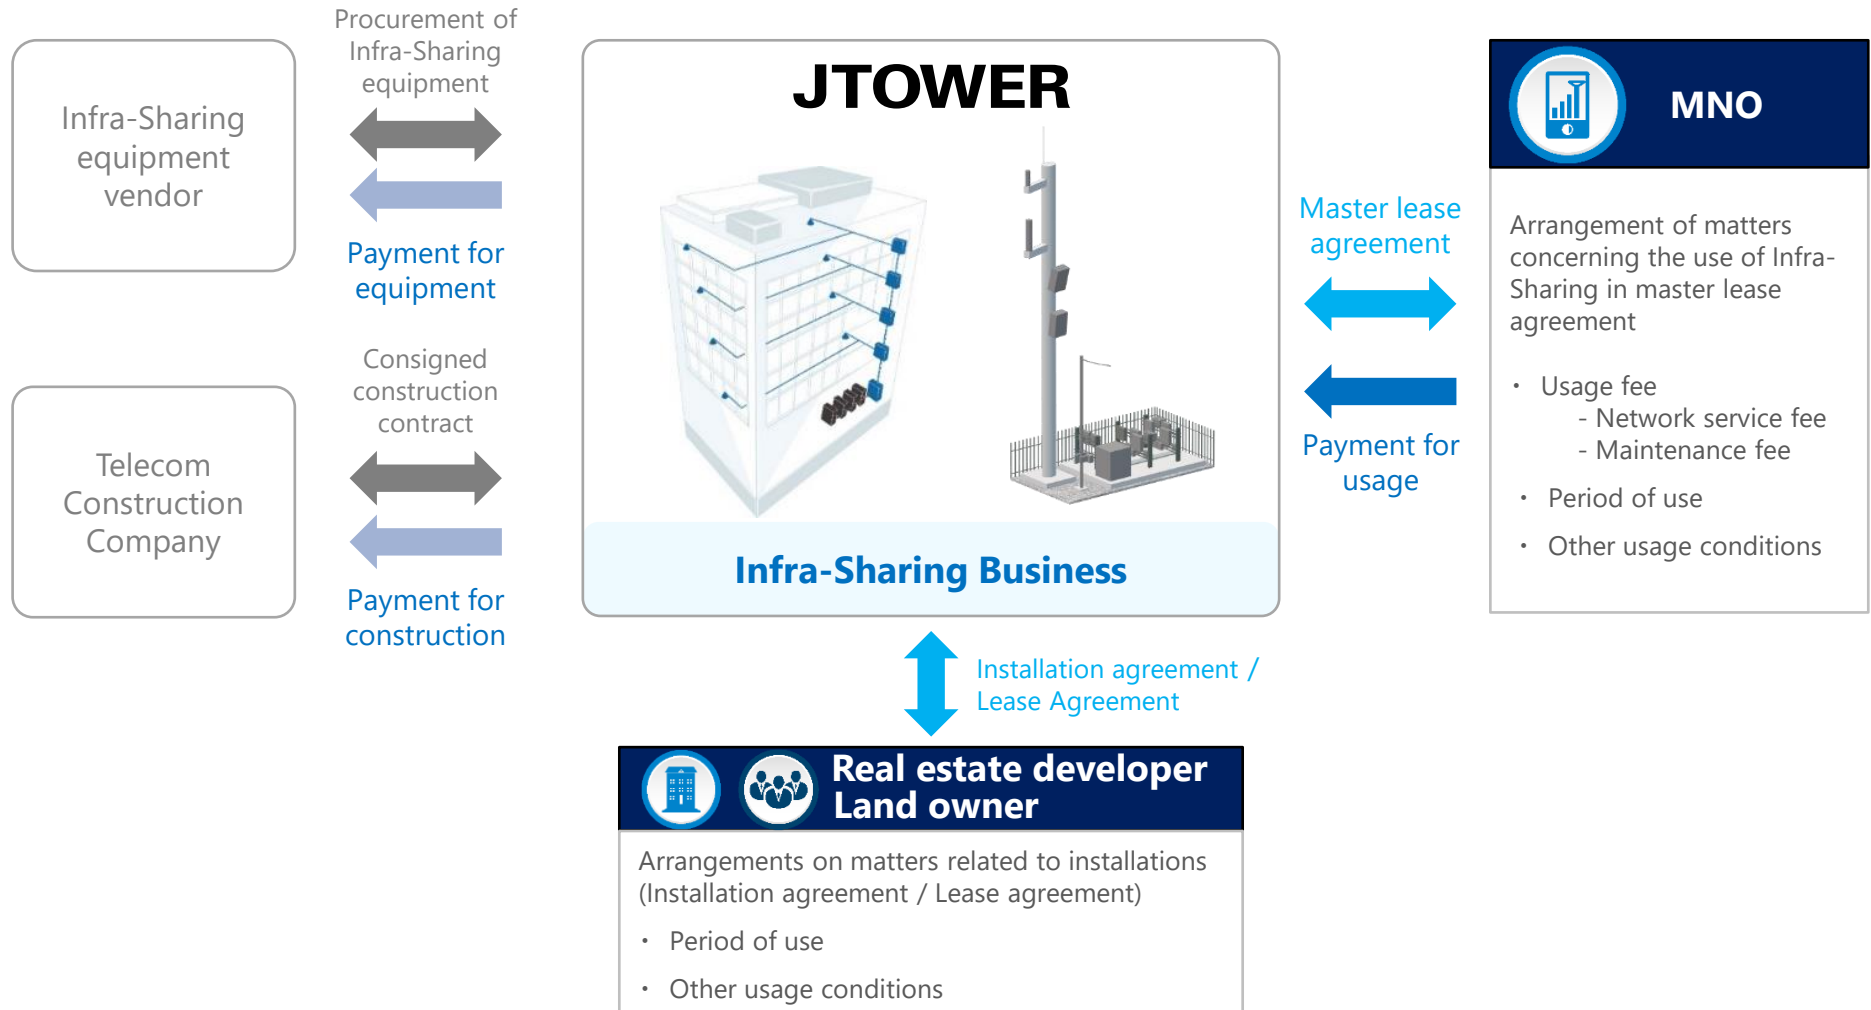 Procurement of
Infra-Sharing
equipment
Infra-Sharing
equipment
vendor
Payment for
equipment
Consigned
construction
contract
Telecom
Construction
Company
Payment for
construction
JTOWER
Infra-Sharing Business
Master lease
agreement
Payment for
usage
MNO
Arrangement of matters
concerning the use of Infra-
Sharing in master lease
agreement
・ Usage fee
- Network service fee
- Maintenance fee
・ Period of use
・ Other usage conditions
Installation agreement /
Lease Agreement
Real estate developer
Land owner
Arrangements on matters related to installations
(Installation agreement / Lease agreement)
・ Period of use
・ Other usage conditions